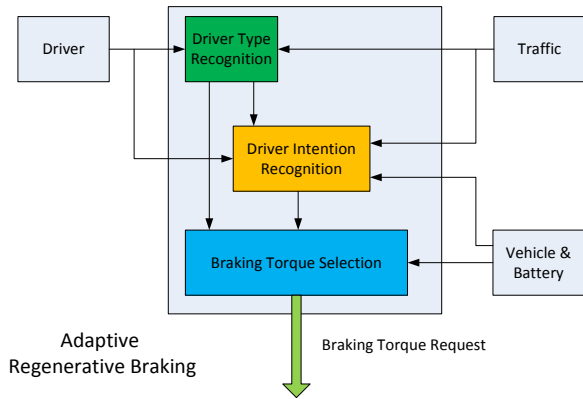 Driver
Driver Type
Recognition
Traffic
Driver Intention
Recognition
Braking Torque Selection
Vehicle &
Battery
Adaptive
Regenerative Braking
Braking Torque Request